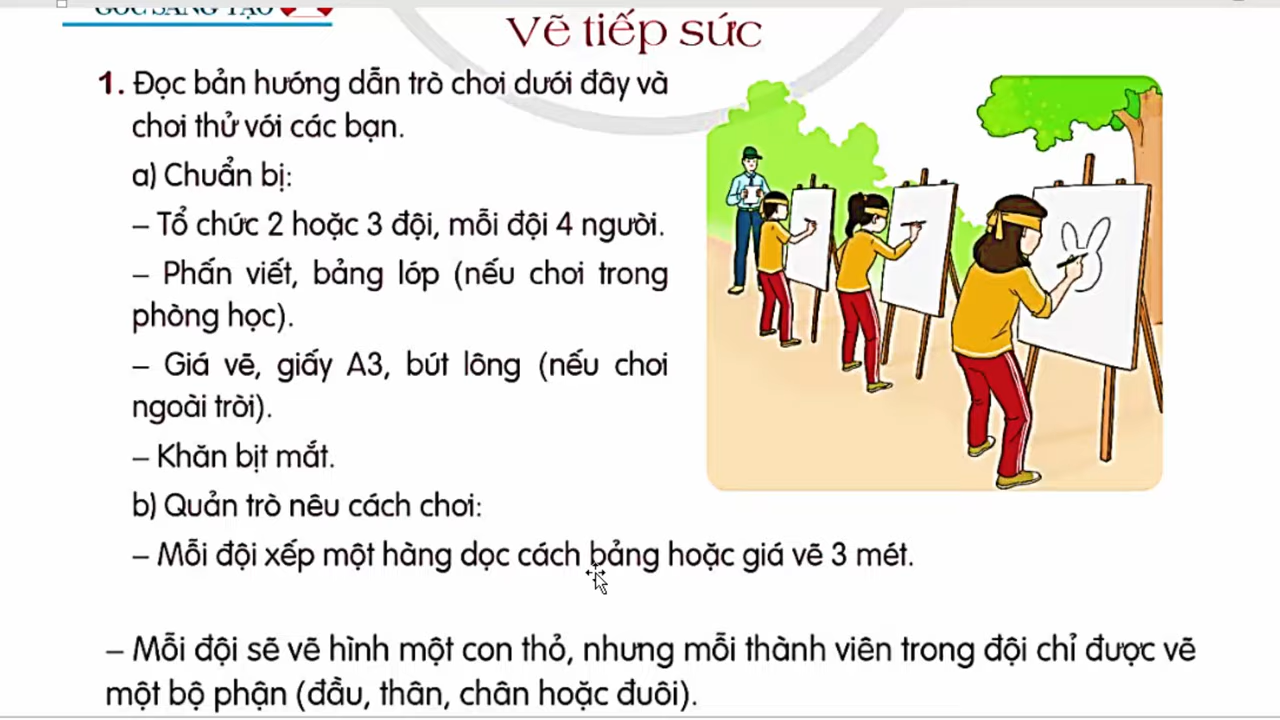 GÓC SÁNG TẠO
Vẽ tiếp sức
1. Đọc bản hướng dẫn trò chơi dưới đây và
chơi thử với các bạn.
a) Chuẩn bị:
– Tổ chức 2 hoặc 3 đội, mỗi đội 4 người.
– Phấn viết, bảng lớp (nếu chơi trong
phòng học).
– Giá vẽ, giấy A3, bút lông (nếu chơi
ngoài trời).
– Khăn bịt mắt.
b) Quản trò nêu cách chơi:
– Mỗi đội xếp một hàng dọc cách bảng hoặc giá vẽ 3 mét.
– Mỗi đội sẽ vẽ hình một con thỏ, nhưng mỗi thành viên trong đội chỉ được vẽ
một bộ phận (đầu, thân, chân hoặc đuôi).